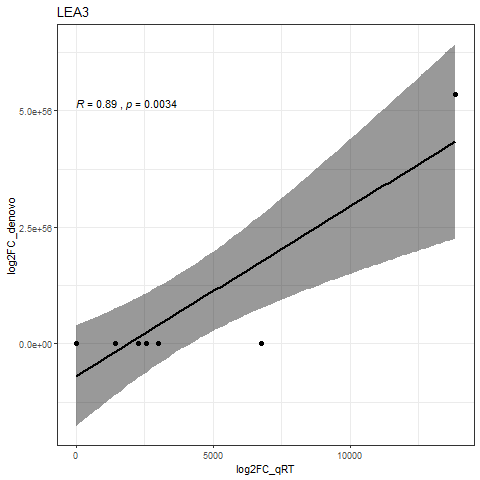 LEA3
R = 0.89 , p = 0.0034
5.0e+56
2.5e+56
0.0e+00
log2FC_denovo
0
5000
10000
log2FC_qRT